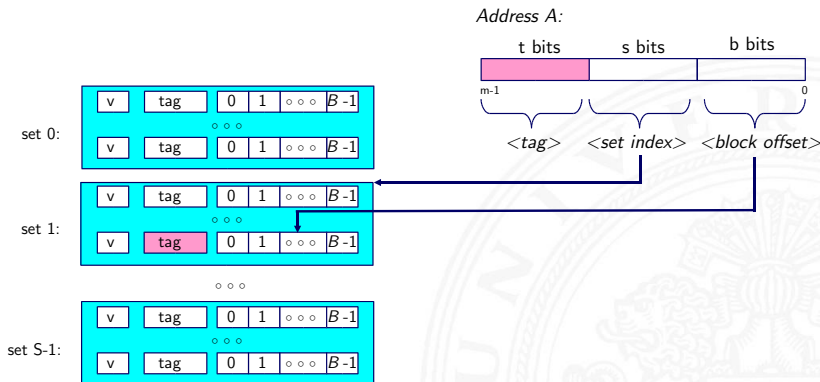 Address A:
t bits s bits b bits
m-1 0
<tag> <set index> <block offset>
v tag 0 1 ∘∘∘ B-1
set 0: ∘∘∘
v tag 0 1 ∘∘∘ B-1
v tag 0 1 ∘∘∘ B-1
set 1: ∘∘∘
v tag 0 1 ∘∘∘ B-1
∘∘∘
v tag 0 1 ∘∘∘ B-1
set S-1: ∘∘∘
v tag 0 1 ∘∘∘ B-1